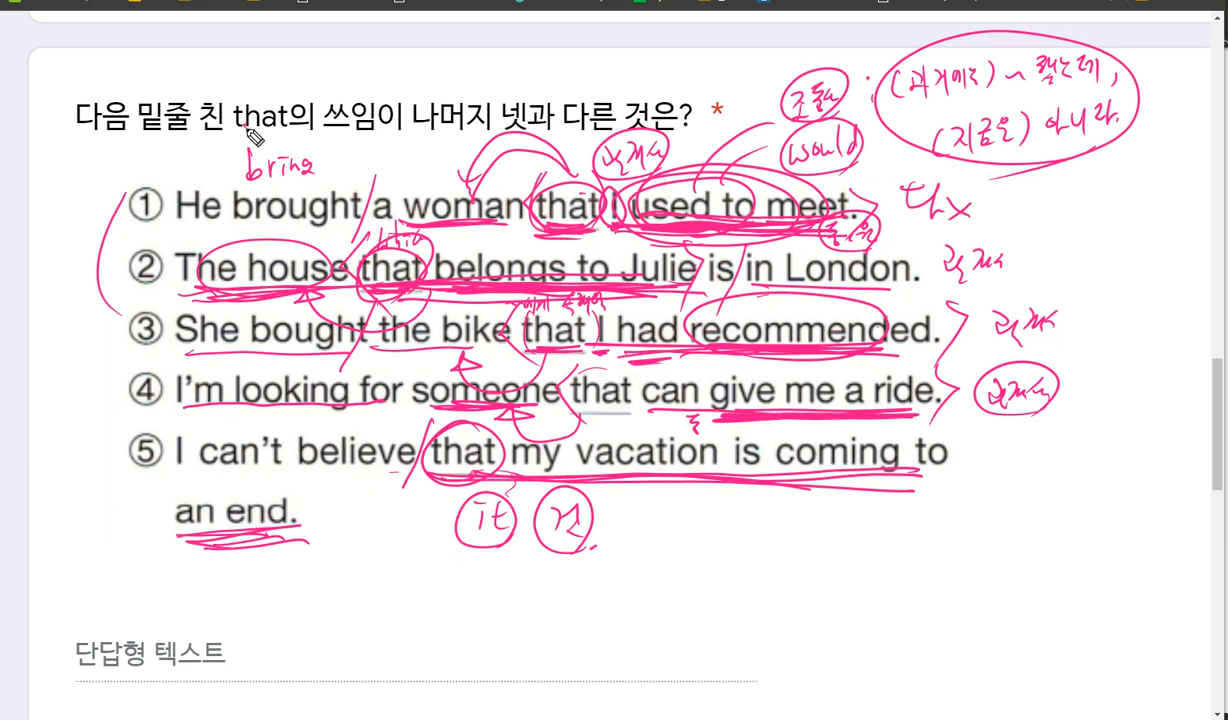 다음 밑줄 친 that의 쓰임이 나머지 넷과 다른 것은? *
조동사
: (과거에는) ~ 했는데,
(지금은) 아니라.
bring
관계사
would
① He brought a woman that I used to meet.
② The house that belongs to Julie is in London.
관계사
③ She bought the bike that I had recommended.
관계사
④ I'm looking for someone that can give me a ride.
관계사
⑤ I can't believe that my vacation is coming to
an end.
it 것
단답형 텍스트